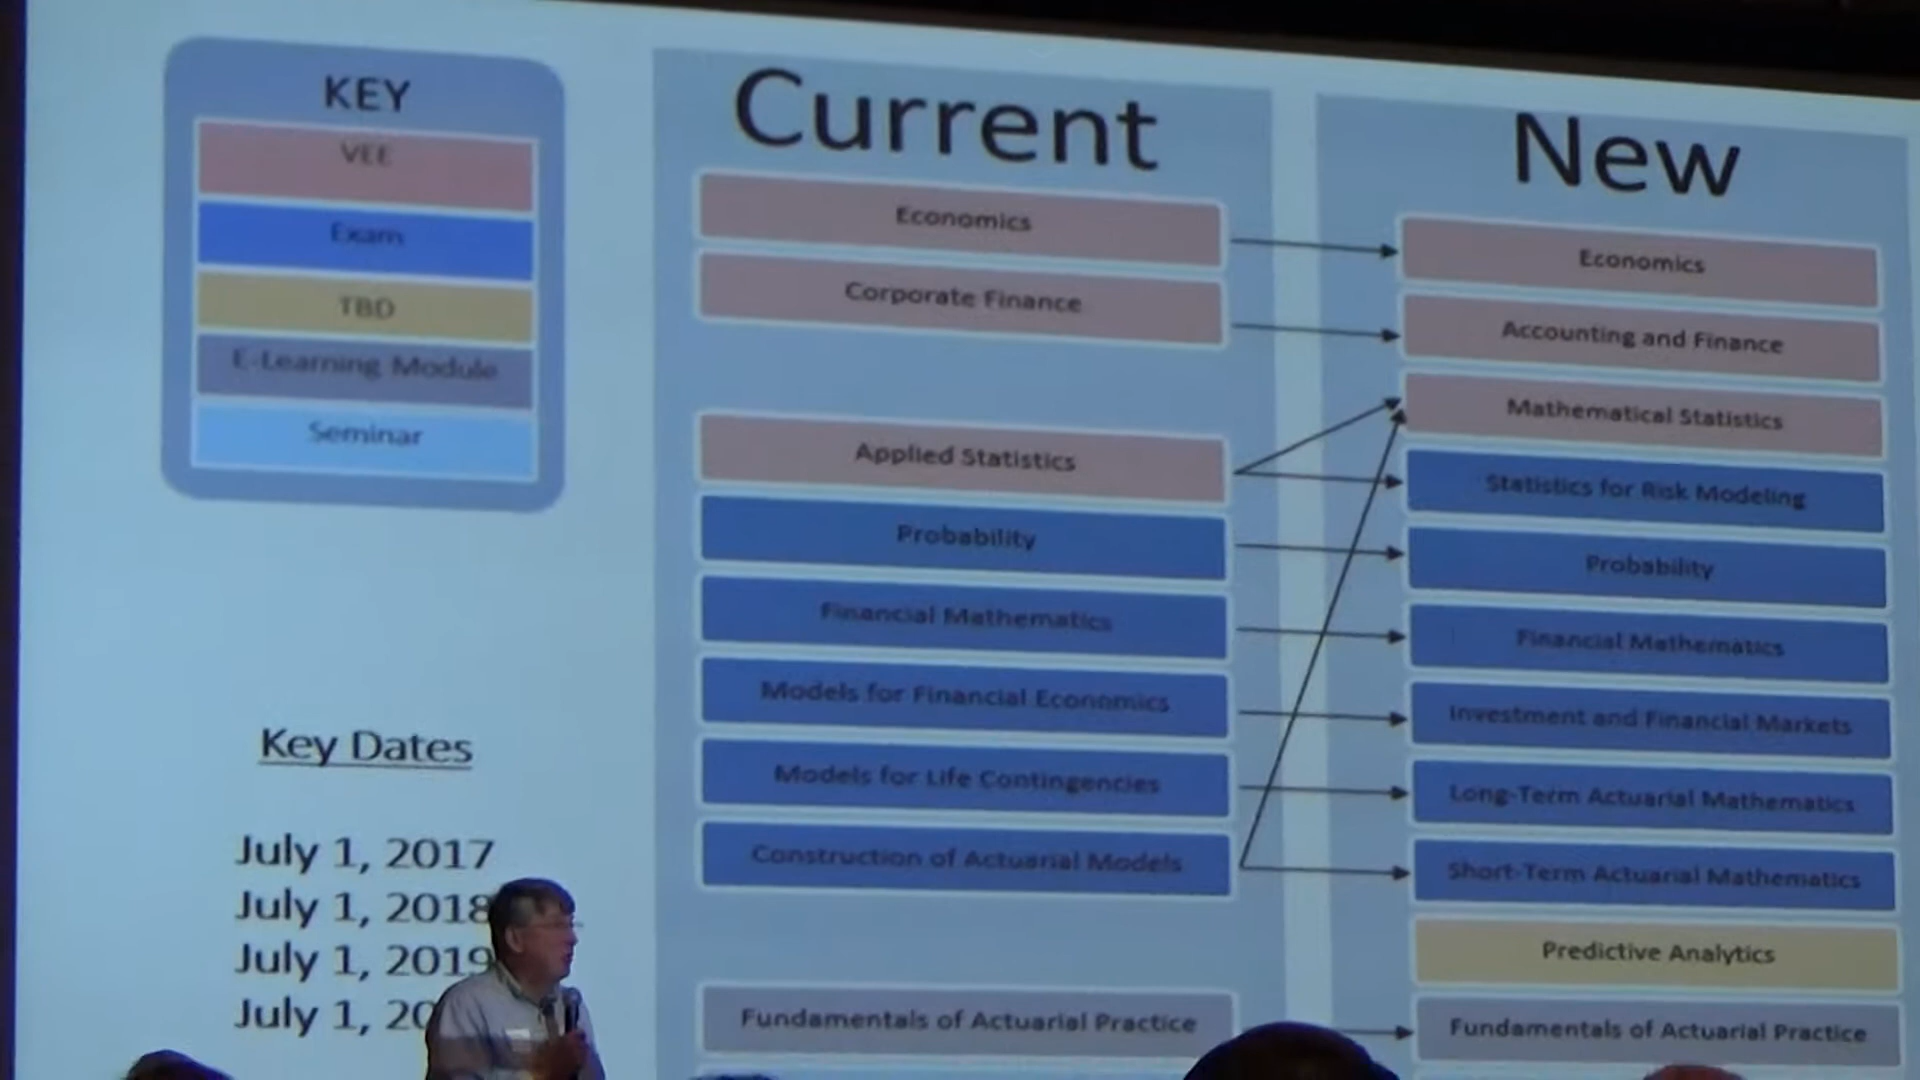 KEY
VEE
Exam
TBD
E-Learning Module
Seminar
Key Dates
July 1, 2017
July 1, 2018
July 1, 2019
July 1, 20
Current
Economics
Corporate Finance
Applied Statistics
Probability
Financial Mathematics
Models for Financial Economics
Models for Life Contingencies
Construction of Actuarial Models
Fundamentals of Actuarial Practice
New
Economics
Accounting and Finance
Mathematical Statistics
Statistics for Risk Modeling
Probability
Financial Mathematics
Investment and Financial Markets
Long-Term Actuarial Mathematics
Short-Term Actuarial Mathematics
Predictive Analytics
Fundamentals of Actuarial Practice